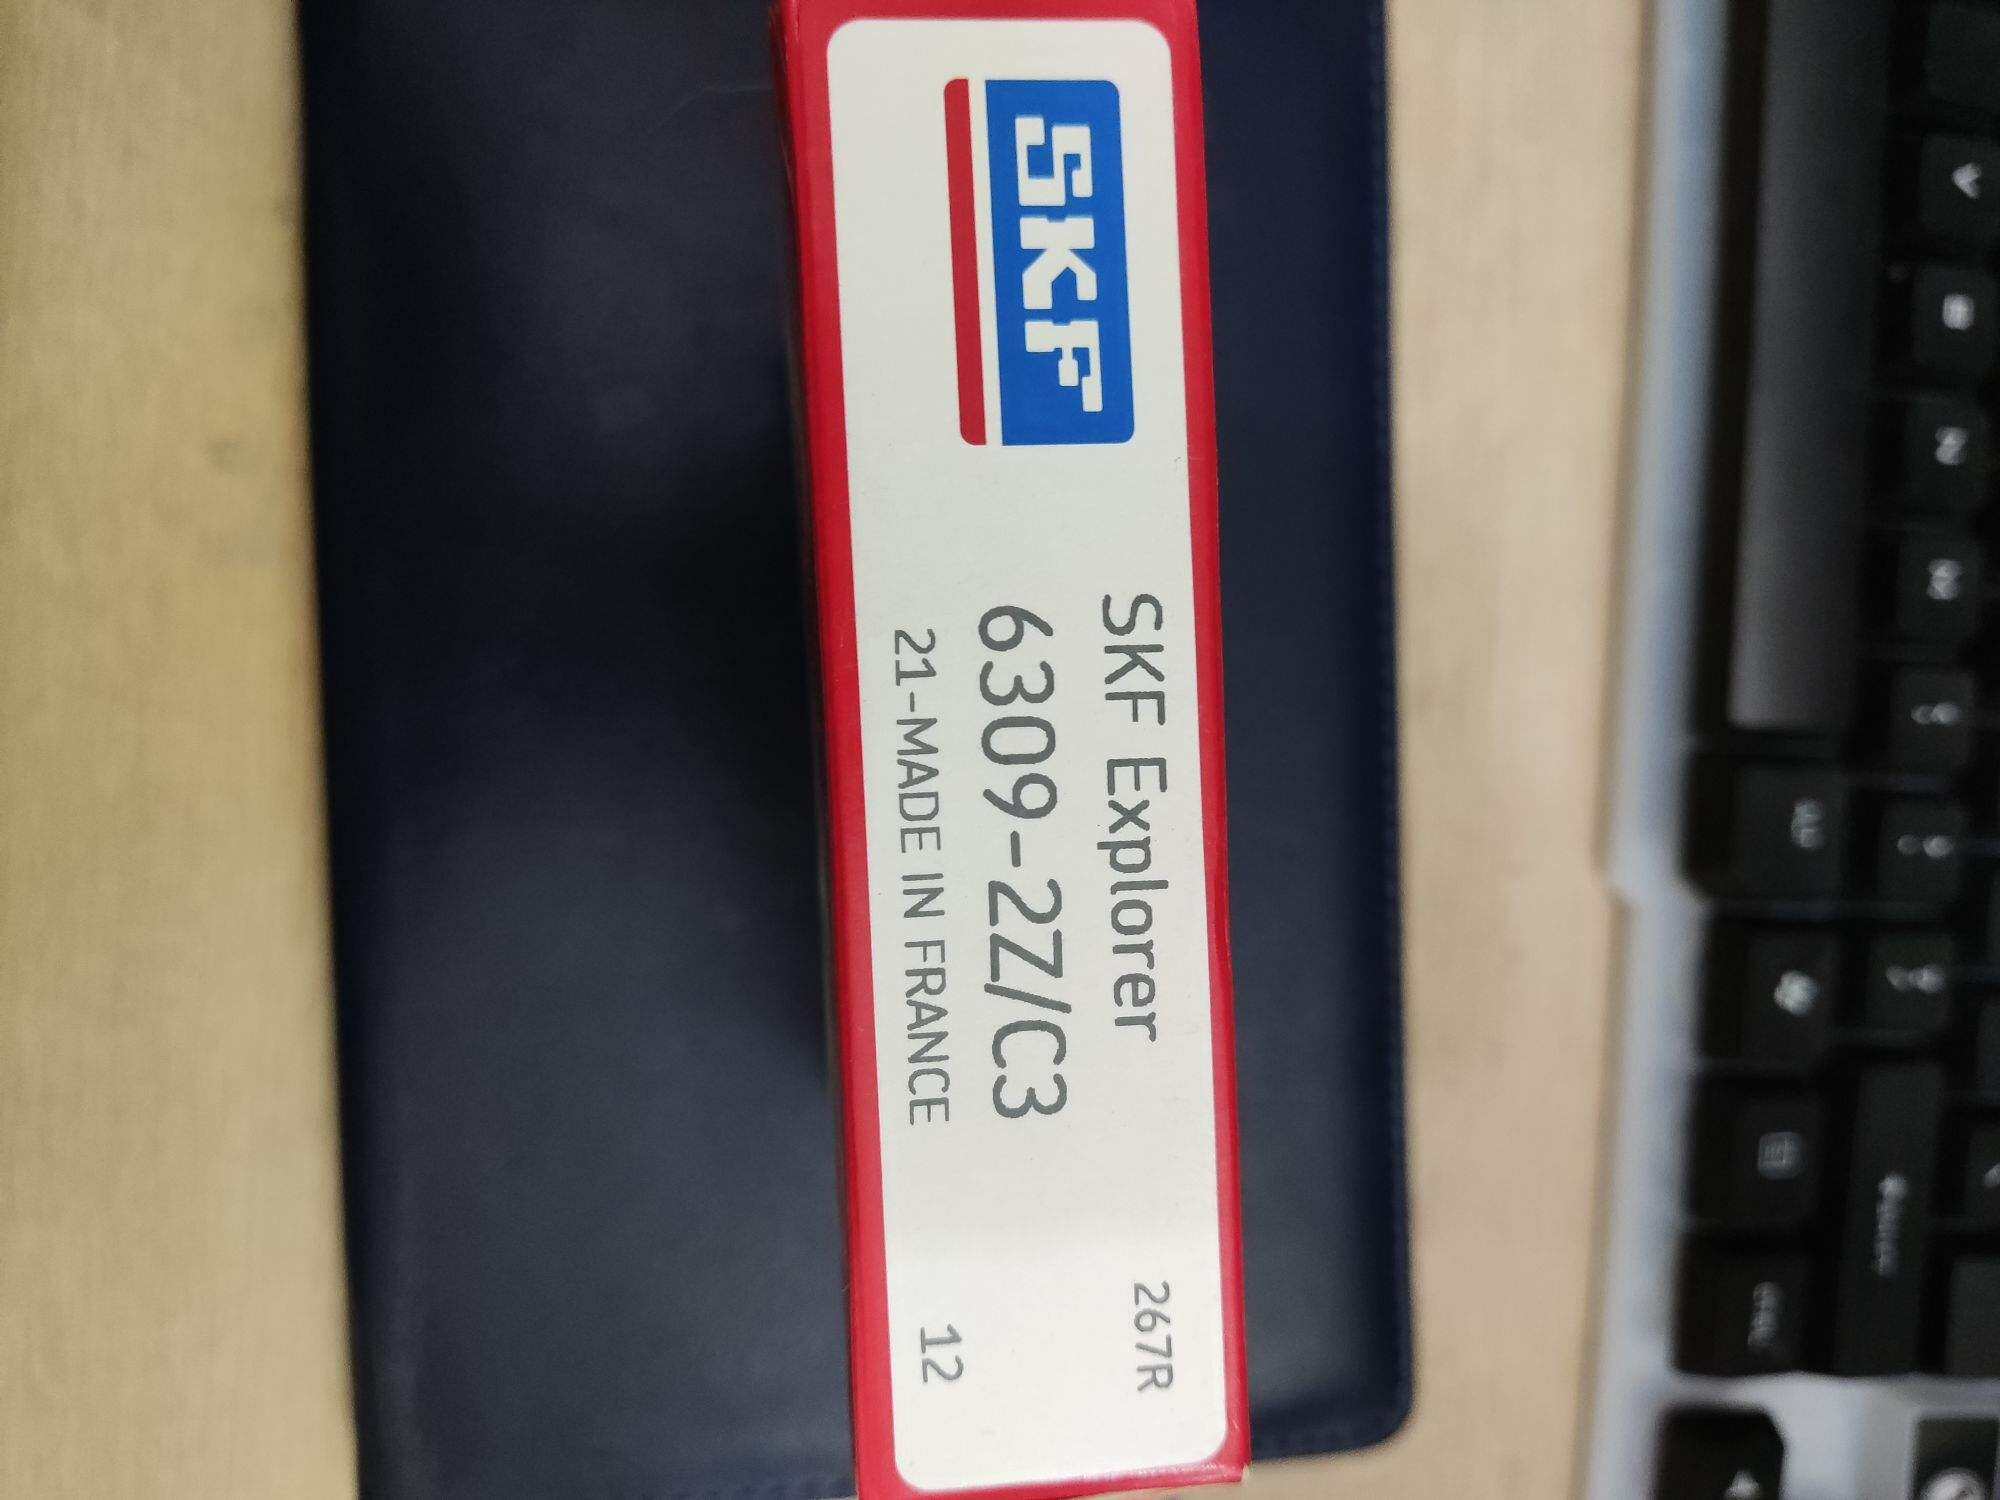 SKF
SKF Explorer
267R
6309-2Z/C3
21-MADE IN FRANCE
12